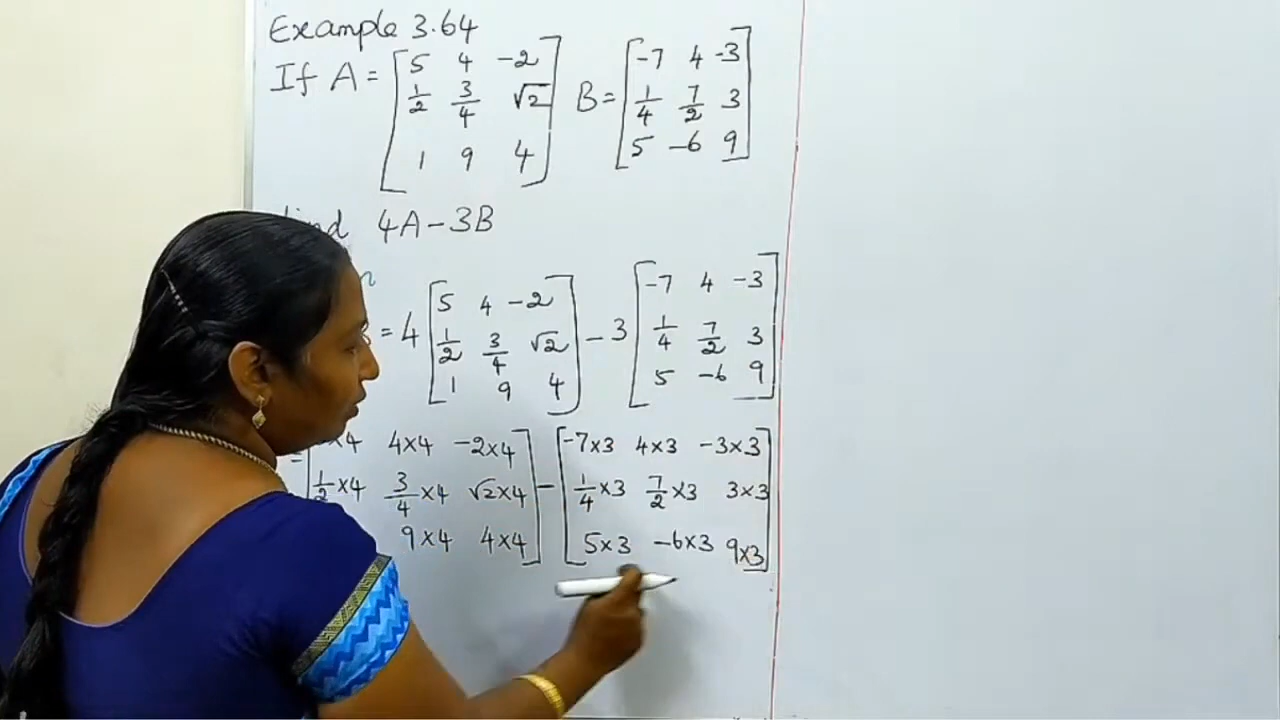 Example 3.64
If A = [5 4 -2
1/2 3/4 √2
1 9 4] B = [-7 4 -3
1/4 7/2 3
5 -6 9]
4A-3B
= 4 [5 4 -2
1/2 3/4 √2
1 9 4] - 3 [-7 4 -3
1/4 7/2 3
5 -6 9]
= [ ×4 4×4 -2×4
1/2×4 3/4×4 √2×4
9×4 4×4] - [-7×3 4×3 -3×3
1/4×3 7/2×3 3×3
5×3 -6×3 9×3]